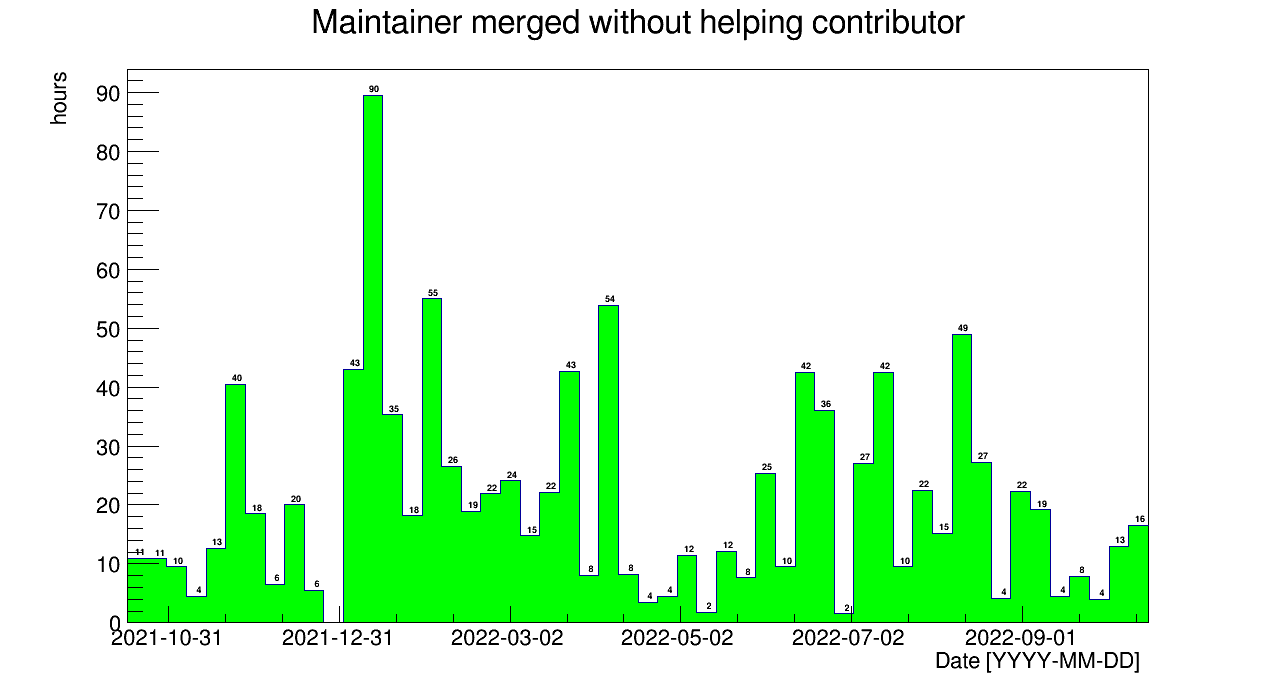 Maintainer merged without helping contributor
hours
90
80
70
60
50
40
30
20
10
0
11 11 10 4 13 40 18 6 20 6 43 90 35 18 55 26 19 22 24 15 22 43 8 54 8 4 4 12 2 12 8 25 10 42 36 2 27 42 10 22 15 49 27 4 22 19 4 8 4 13 16
2021-10-31 2021-12-31 2022-03-02 2022-05-02 2022-07-02 2022-09-01
Date [YYYY-MM-DD]